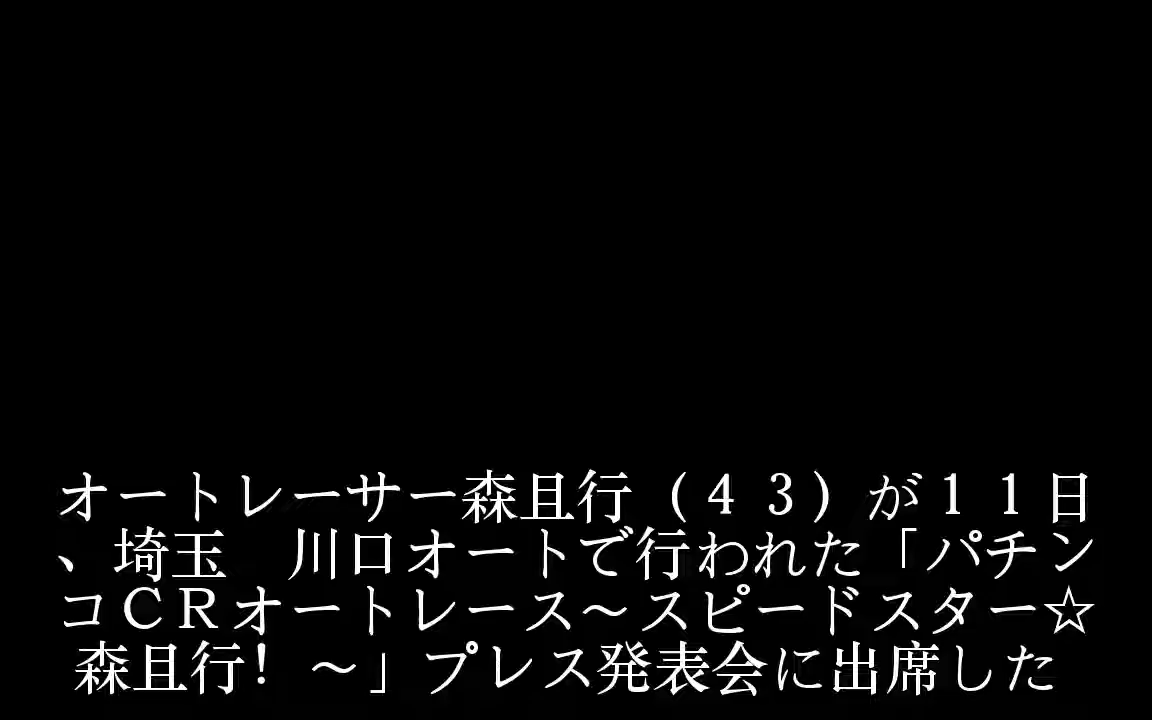 オートレーサー森且行（４３）が１１日
、埼玉　川口オートで行われた「パチン
コＣＲオートレース～スピードスター☆
森且行！～」プレス発表会に出席した